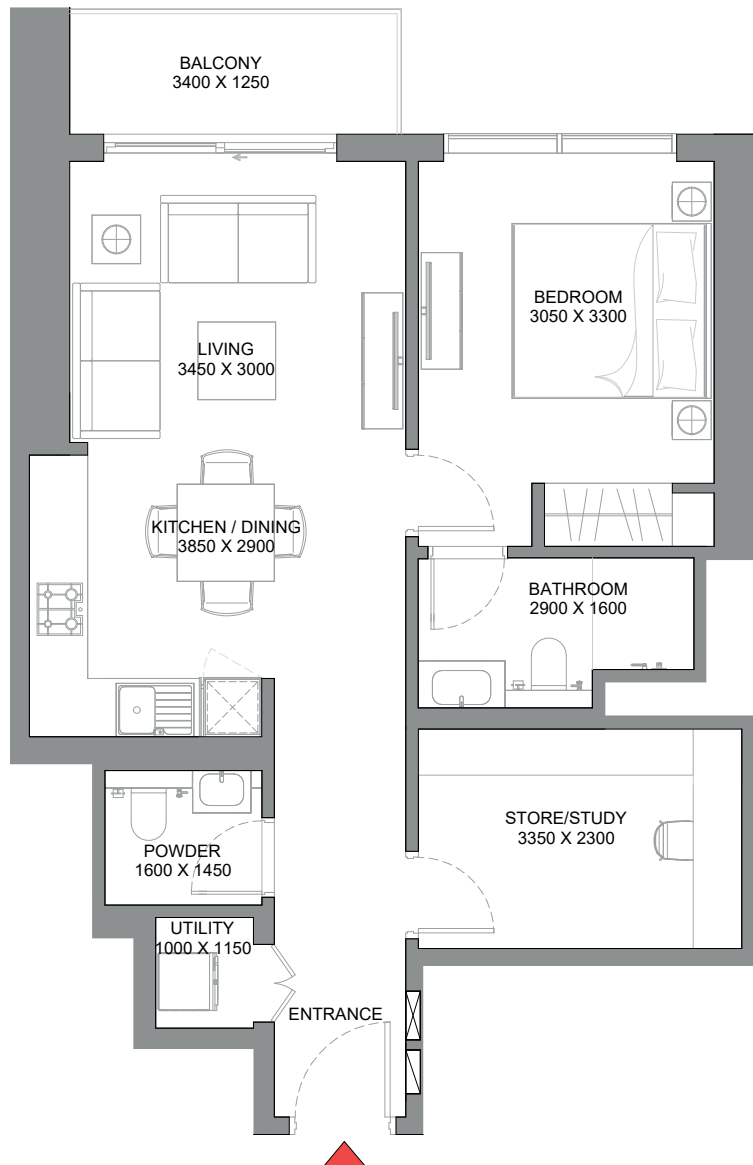 BALCONY
3400 X 1250
BEDROOM
3050 X 3300
LIVING
3450 X 3000
KITCHEN / DINING
3850 X 2900
BATHROOM
2900 X 1600
STORE/STUDY
3350 X 2300
POWDER
1600 X 1450
UTILITY
1000 X 1150
ENTRANCE